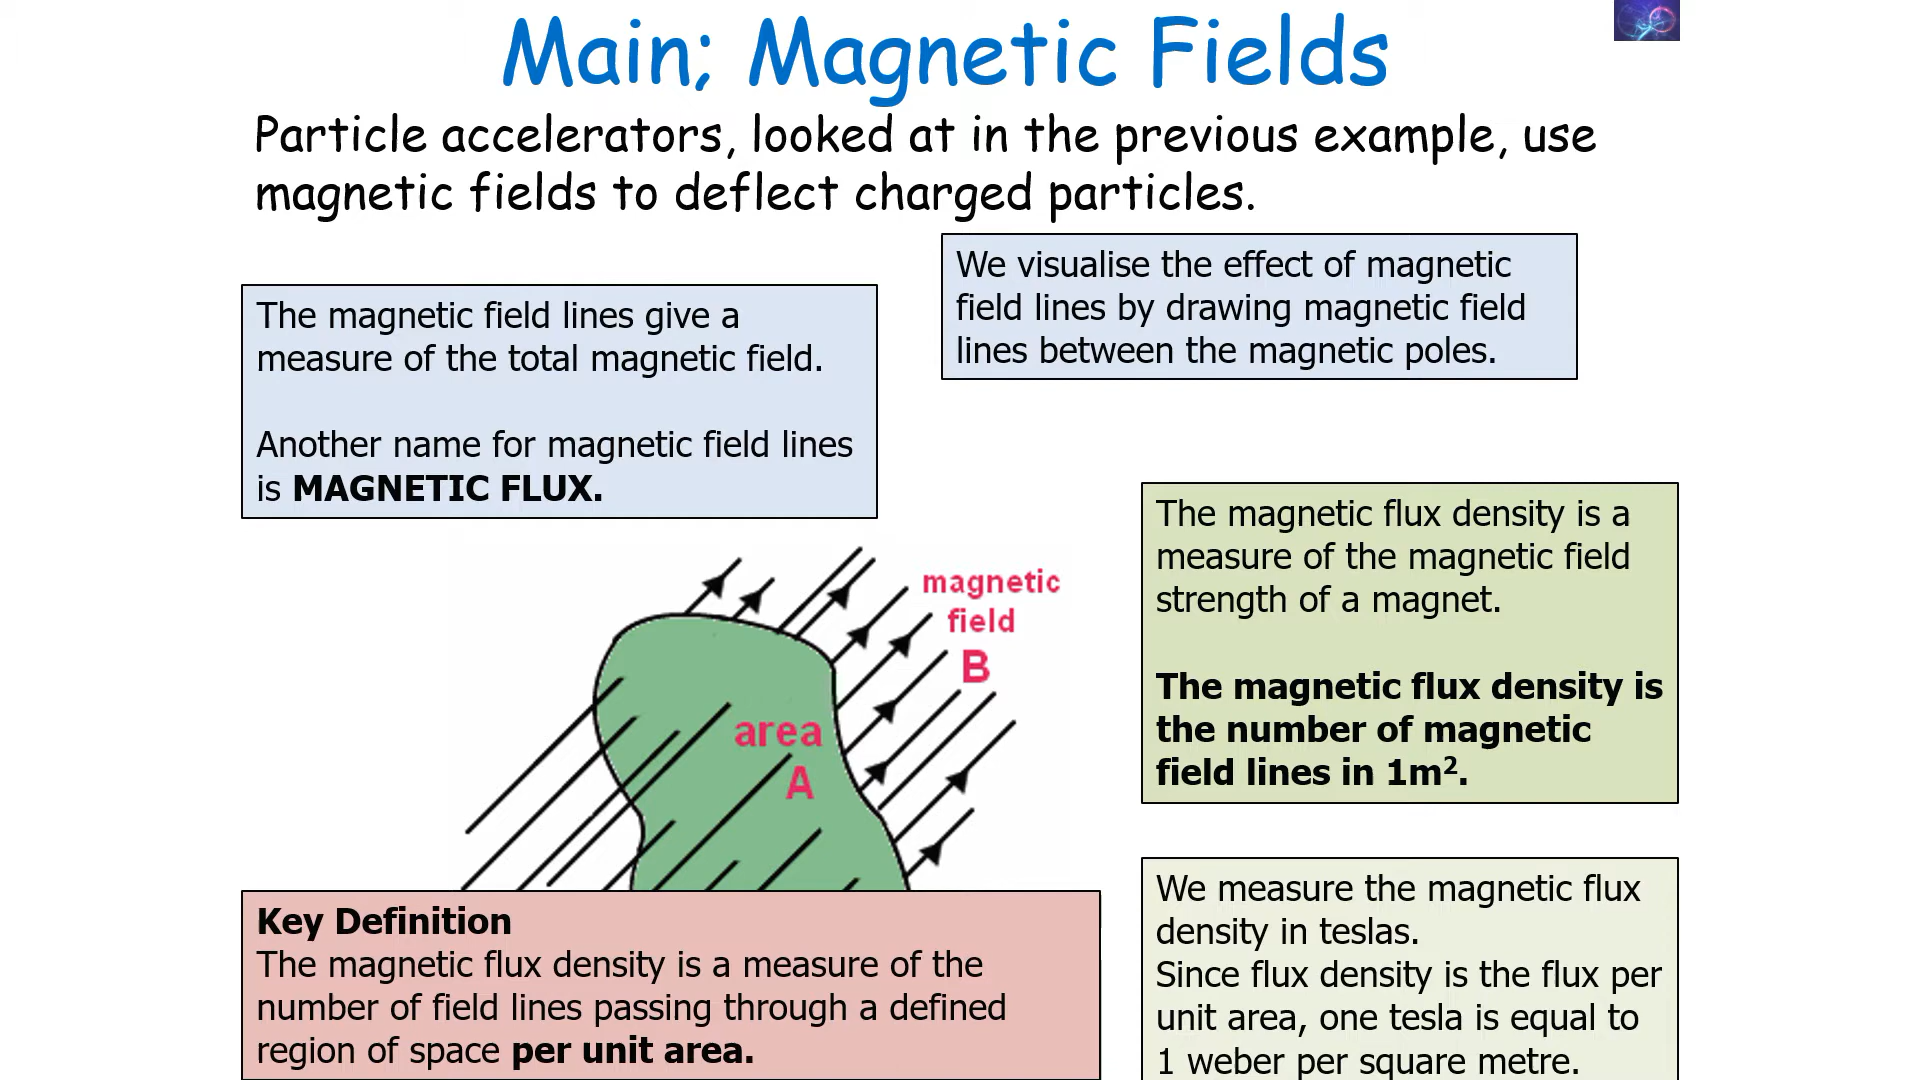 Main; Magnetic Fields
Particle accelerators, looked at in the previous example, use
magnetic fields to deflect charged particles.
We visualise the effect of magnetic
field lines by drawing magnetic field
lines between the magnetic poles.
The magnetic field lines give a
measure of the total magnetic field.
Another name for magnetic field lines
is MAGNETIC FLUX.
The magnetic flux density is a
measure of the magnetic field
strength of a magnet.
The magnetic flux density is
the number of magnetic
field lines in 1m².
magnetic
field
B
area
A
Key Definition
The magnetic flux density is a measure of the
number of field lines passing through a defined
region of space per unit area.
We measure the magnetic flux
density in teslas.
Since flux density is the flux per
unit area, one tesla is equal to
1 weber per square metre.